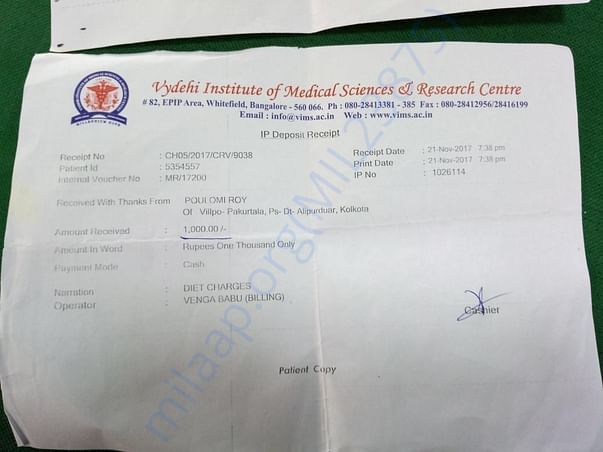 Vydehi Institute of Medical Sciences & Research Centre
# 82, EPIP Area, Whitefield, Bangalore - 560 066. Ph : 080-28413381 - 385 Fax : 080-28412956/28416199
Email : info@vims.ac.in Web : www.vims.ac.in
MILLENNIUM HOPE
IP Deposit Receipt
Receipt No : CH05/2017/CRV/9038 Receipt Date : 21-Nov-2017 7:38 pm
Patient Id : 5354557 Print Date : 21-Nov-2017 7:38 pm
Internal Voucher No : MR/17200 IP No : 1026114
Received With Thanks From POULOMI ROY
Of Villpo- Pakurtala, Ps- Dt- Alipurduar, Kolkota
Amount Received : 1,000.00 /-
Amount In Word : Rupees One Thousand Only
Payment Mode : Cash
Narration : DIET CHARGES
Operator : VENGA BABU (BILLING)
Cashier
Patient Copy
milaap.org